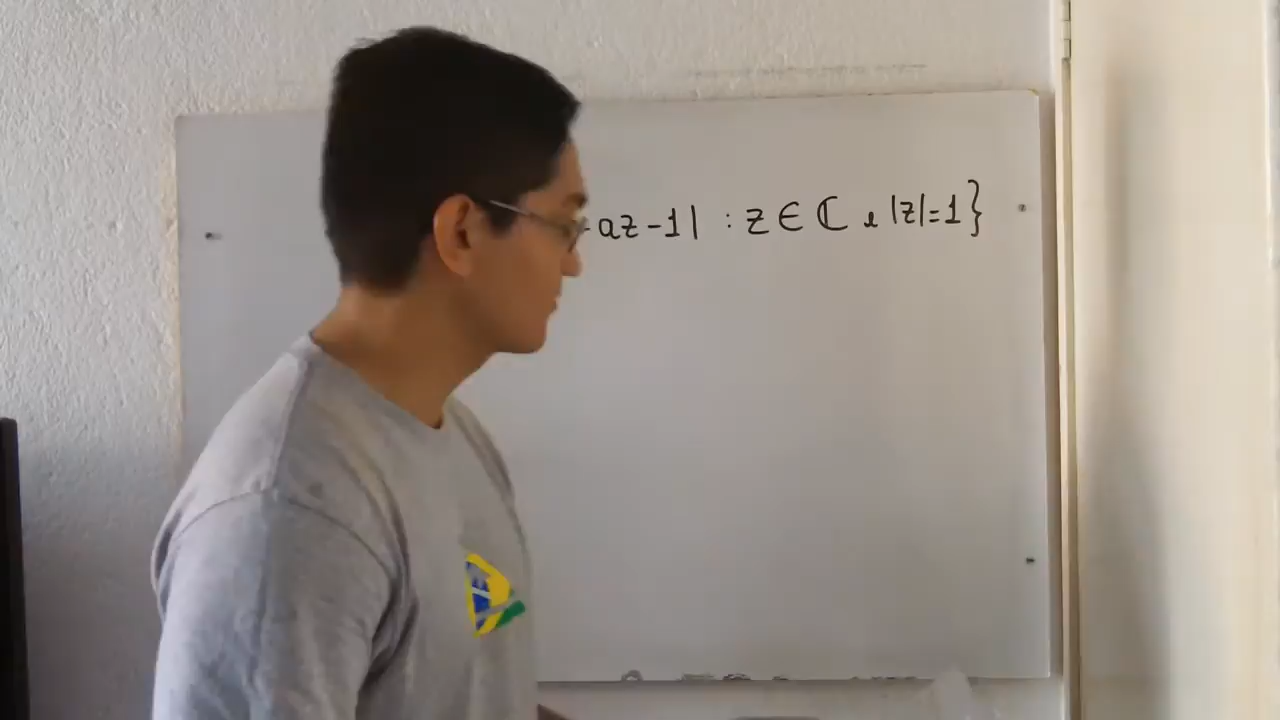 az-1| : z ∈ ℂ e |z|=1}